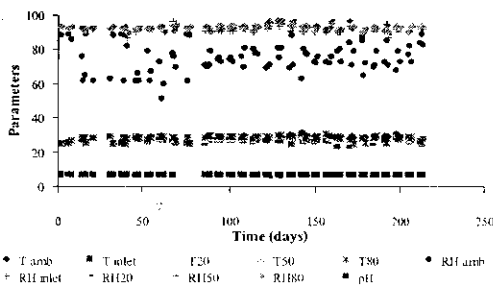 100
80
60
40
20
0
Parameters
0 50 100 150 200 250
Time (days)
T amb T inlet T20 T50 T80 RH amb
RH inlet RH20 RH50 RH80 pH